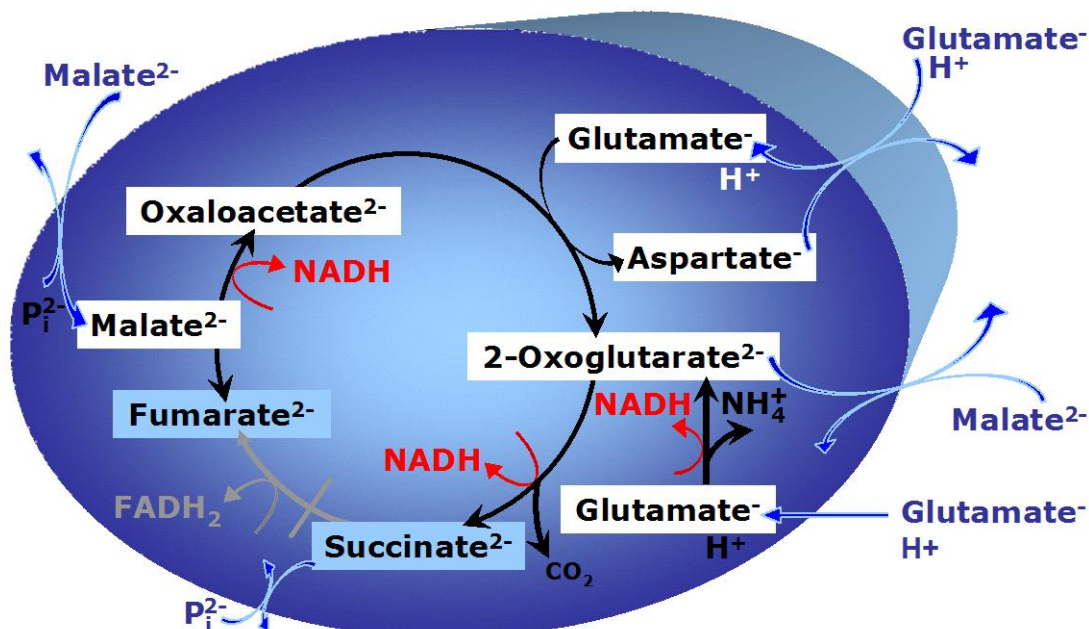 Glutamate⁻
H⁺
Malate²⁻
Glutamate⁻
H⁺
Oxaloacetate²⁻
Aspartate⁻
NADH
Pᵢ²⁻
Malate²⁻
2-Oxoglutarate²⁻
NADH
NH₄⁺
Fumarate²⁻
Malate²⁻
NADH
FADH₂
Glutamate⁻
H⁺
Glutamate⁻
H+
Succinate²⁻
CO₂
Pᵢ²⁻